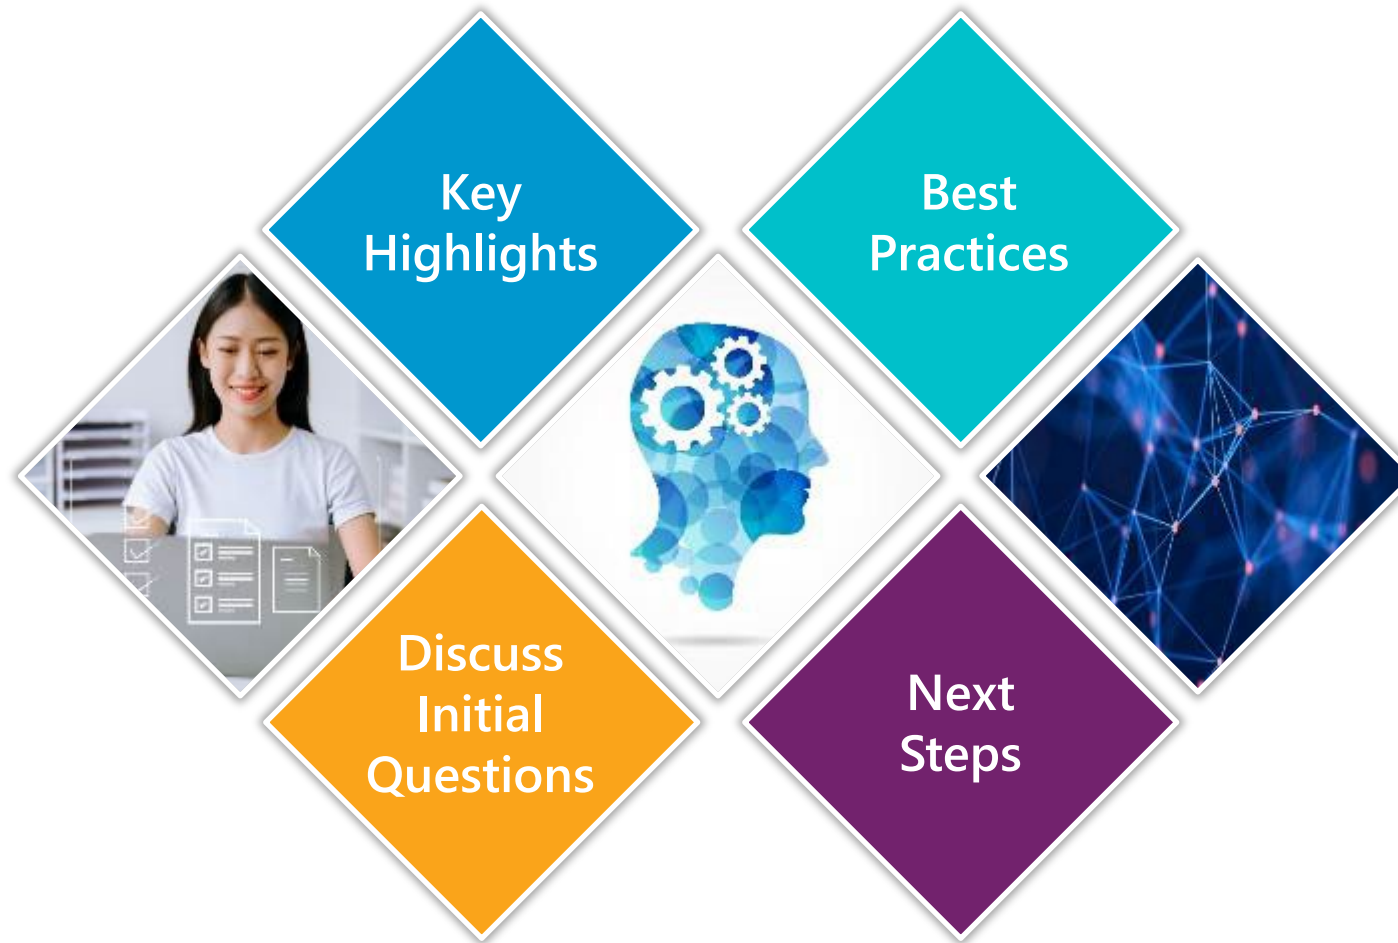 Key
Highlights
Best
Practices
Discuss
Initial
Questions
Next
Steps